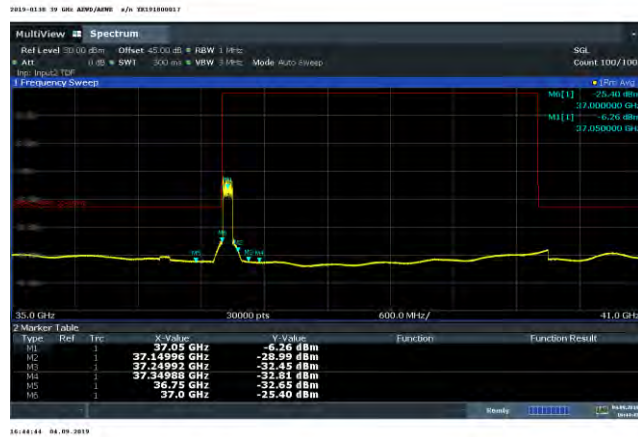 2019-0138 39 GHz AEWD/AEWE s/n YK191800017
MultiView Spectrum
Ref Level 30.00 dBm Offset 45.00 dB RBW 1 MHz SGL
Att 0 dB SWT 300 ms VBW 3 MHz Mode Auto Sweep Count 100/100
Inp: Input2 TDF
1 Frequency Sweep 1Rm Avg
M6[1] -25.40 dBm
37.000000 GHz
M1[1] -6.26 dBm
37.050000 GHz
35.0 GHz 30000 pts 600.0 MHz/ 41.0 GHz
2 Marker Table
Type Ref Trc X-Value Y-Value Function Function Result
M1 1 37.05 GHz -6.26 dBm
M2 1 37.14996 GHz -28.99 dBm
M3 1 37.24992 GHz -32.45 dBm
M4 1 37.34988 GHz -32.81 dBm
M5 1 36.75 GHz -32.65 dBm
M6 1 37.0 GHz -25.40 dBm
Ready
16:44:44 04.09.2019